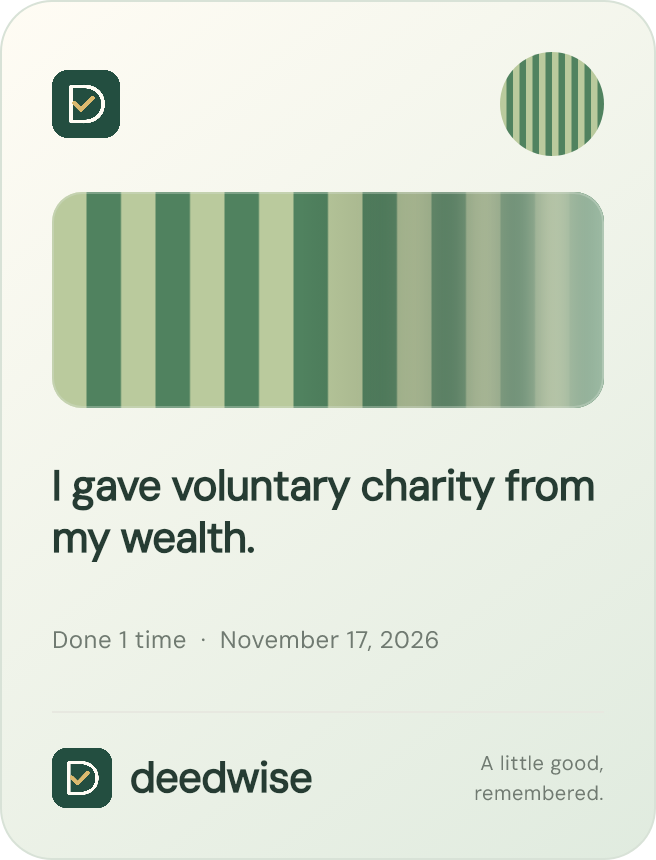 I gave voluntary charity from
my wealth.
Done 1 time · November 17, 2026
deedwise
A little good,
remembered.